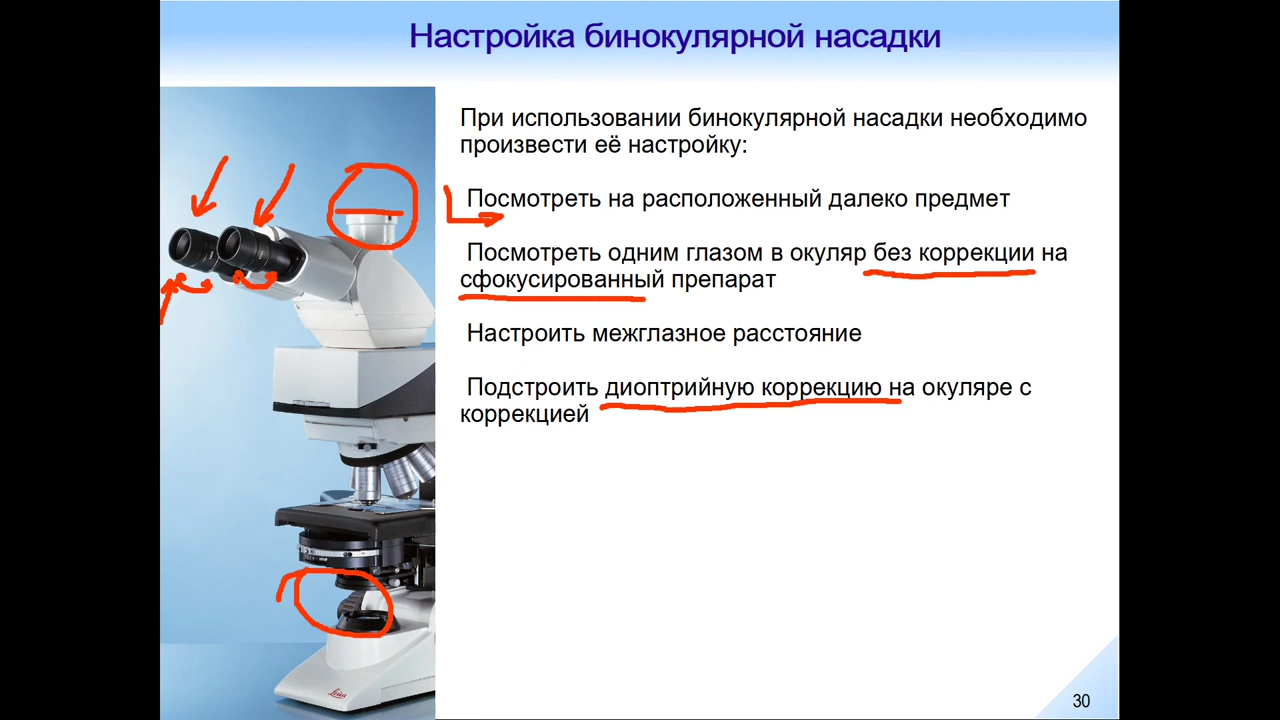 Настройка бинокулярной насадки
При использовании бинокулярной насадки необходимо
произвести её настройку:
Посмотреть на расположенный далеко предмет
Посмотреть одним глазом в окуляр без коррекции на
сфокусированный препарат
Настроить межглазное расстояние
Подстроить диоптрийную коррекцию на окуляре с
коррекцией
Leica
30